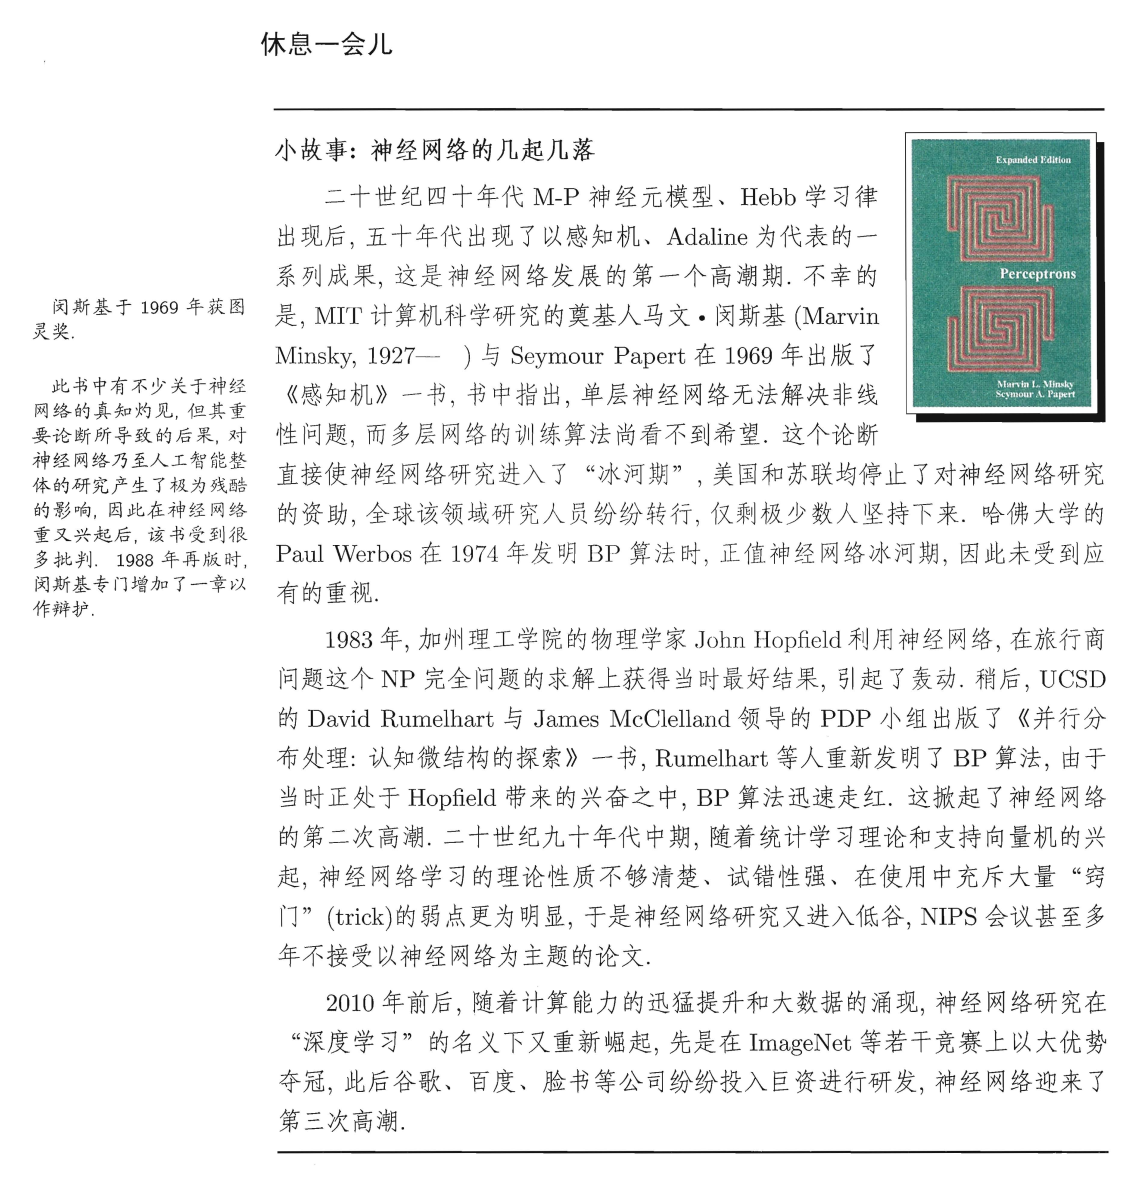 休息一会儿
小故事: 神经网络的几起几落
二十世纪四十年代 M-P 神经元模型、Hebb 学习律
出现后, 五十年代出现了以感知机、Adaline 为代表的一
系列成果, 这是神经网络发展的第一个高潮期. 不幸的
是, MIT 计算机科学研究的奠基人马文·闵斯基 (Marvin
Minsky, 1927— ) 与 Seymour Papert 在 1969 年出版了
《感知机》一书, 书中指出, 单层神经网络无法解决非线
性问题, 而多层网络的训练算法尚看不到希望. 这个论断
直接使神经网络研究进入了“冰河期”, 美国和苏联均停止了对神经网络研究
的资助, 全球该领域研究人员纷纷转行, 仅剩极少数人坚持下来. 哈佛大学的
Paul Werbos 在 1974 年发明 BP 算法时, 正值神经网络冰河期, 因此未受到应
有的重视.
Expanded Edition
Perceptrons
Marvin L. Minsky
Seymour A. Papert
闵斯基于 1969 年获图
灵奖.
此书中有不少关于神经
网络的真知灼见, 但其重
要论断所导致的后果, 对
神经网络乃至人工智能整
体的研究产生了极为残酷
的影响, 因此在神经网络
重又兴起后, 该书受到很
多批判. 1988 年再版时,
闵斯基专门增加了一章以
作辩护.
1983 年, 加州理工学院的物理学家 John Hopfield 利用神经网络, 在旅行商
问题这个 NP 完全问题的求解上获得当时最好结果, 引起了轰动. 稍后, UCSD
的 David Rumelhart 与 James McClelland 领导的 PDP 小组出版了《并行分
布处理: 认知微结构的探索》一书, Rumelhart 等人重新发明了 BP 算法, 由于
当时正处于 Hopfield 带来的兴奋之中, BP 算法迅速走红. 这掀起了神经网络
的第二次高潮. 二十世纪九十年代中期, 随着统计学习理论和支持向量机的兴
起, 神经网络学习的理论性质不够清楚、试错性强、在使用中充斥大量“窍
门”(trick)的弱点更为明显, 于是神经网络研究又进入低谷, NIPS 会议甚至多
年不接受以神经网络为主题的论文.
2010 年前后, 随着计算能力的迅猛提升和大数据的涌现, 神经网络研究在
“深度学习”的名义下又重新崛起, 先是在 ImageNet 等若干竞赛上以大优势
夺冠, 此后谷歌、百度、脸书等公司纷纷投入巨资进行研发, 神经网络迎来了
第三次高潮.